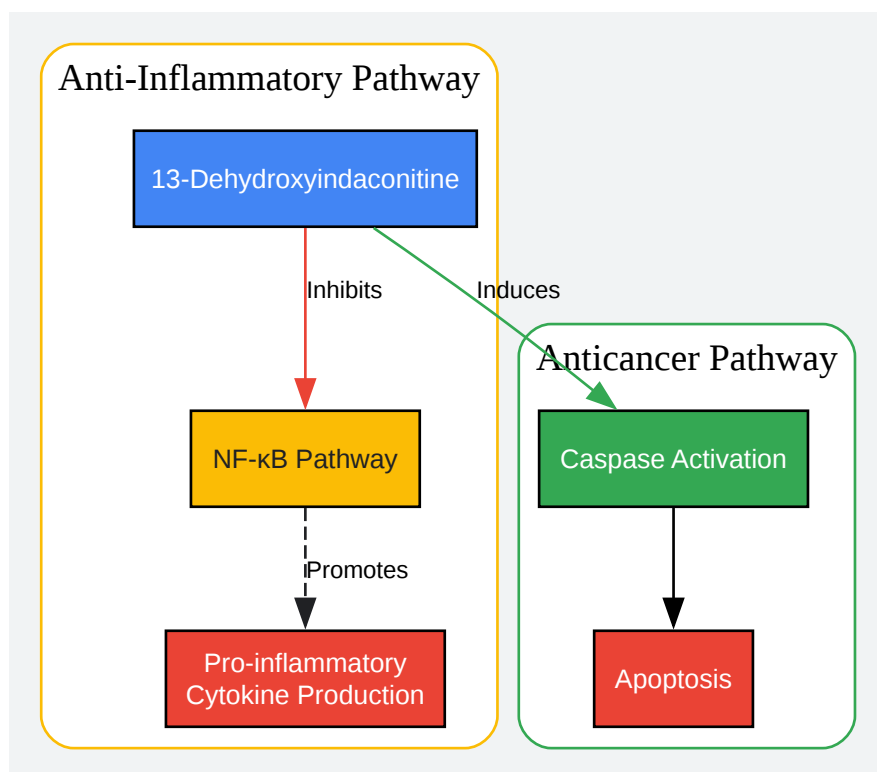 Anti-Inflammatory Pathway
13-Dehydroxyindaconitine
Inhibits
Induces
Anticancer Pathway
NF-κB Pathway
Caspase Activation
Promotes
Pro-inflammatory
Cytokine Production
Apoptosis